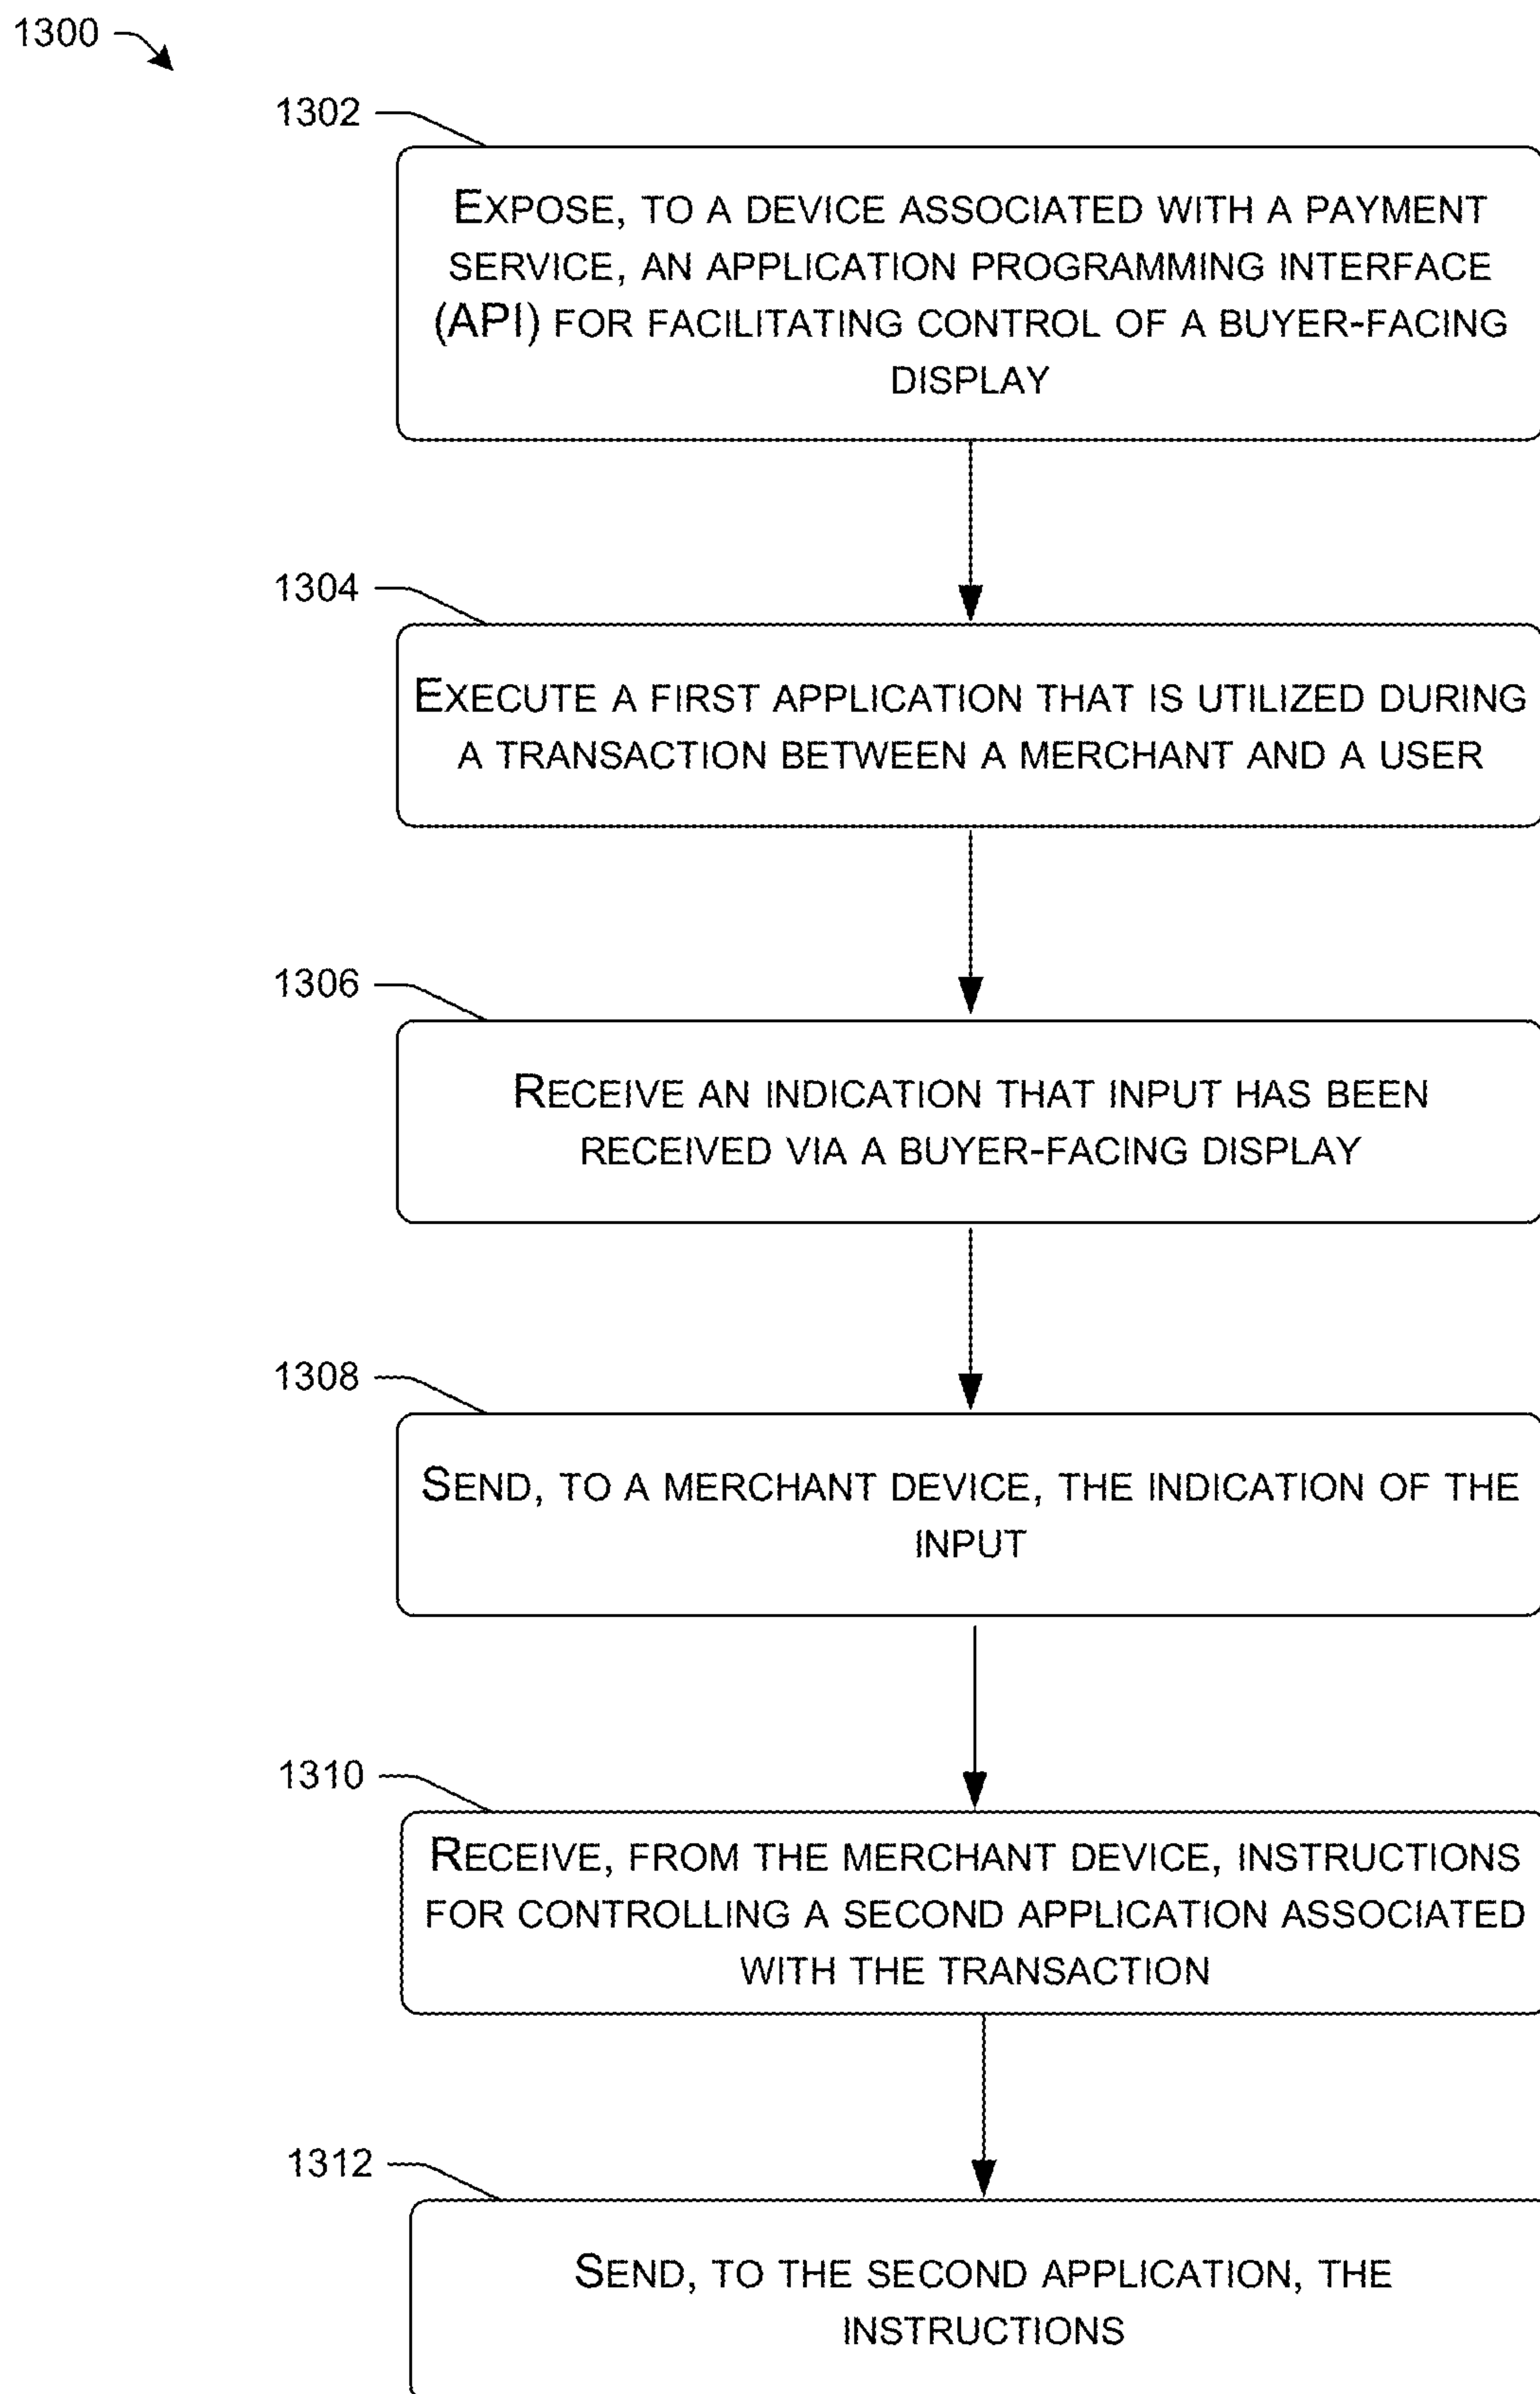 1300
1302
EXPOSE, TO A DEVICE ASSOCIATED WITH A PAYMENT
SERVICE, AN APPLICATION PROGRAMMING INTERFACE
(API) FOR FACILITATING CONTROL OF A BUYER-FACING
DISPLAY
1304
EXECUTE A FIRST APPLICATION THAT IS UTILIZED DURING
A TRANSACTION BETWEEN A MERCHANT AND A USER
1306
RECEIVE AN INDICATION THAT INPUT HAS BEEN
RECEIVED VIA A BUYER-FACING DISPLAY
1308
SEND, TO A MERCHANT DEVICE, THE INDICATION OF THE
INPUT
1310
RECEIVE, FROM THE MERCHANT DEVICE, INSTRUCTIONS
FOR CONTROLLING A SECOND APPLICATION ASSOCIATED
WITH THE TRANSACTION
1312
SEND, TO THE SECOND APPLICATION, THE
INSTRUCTIONS